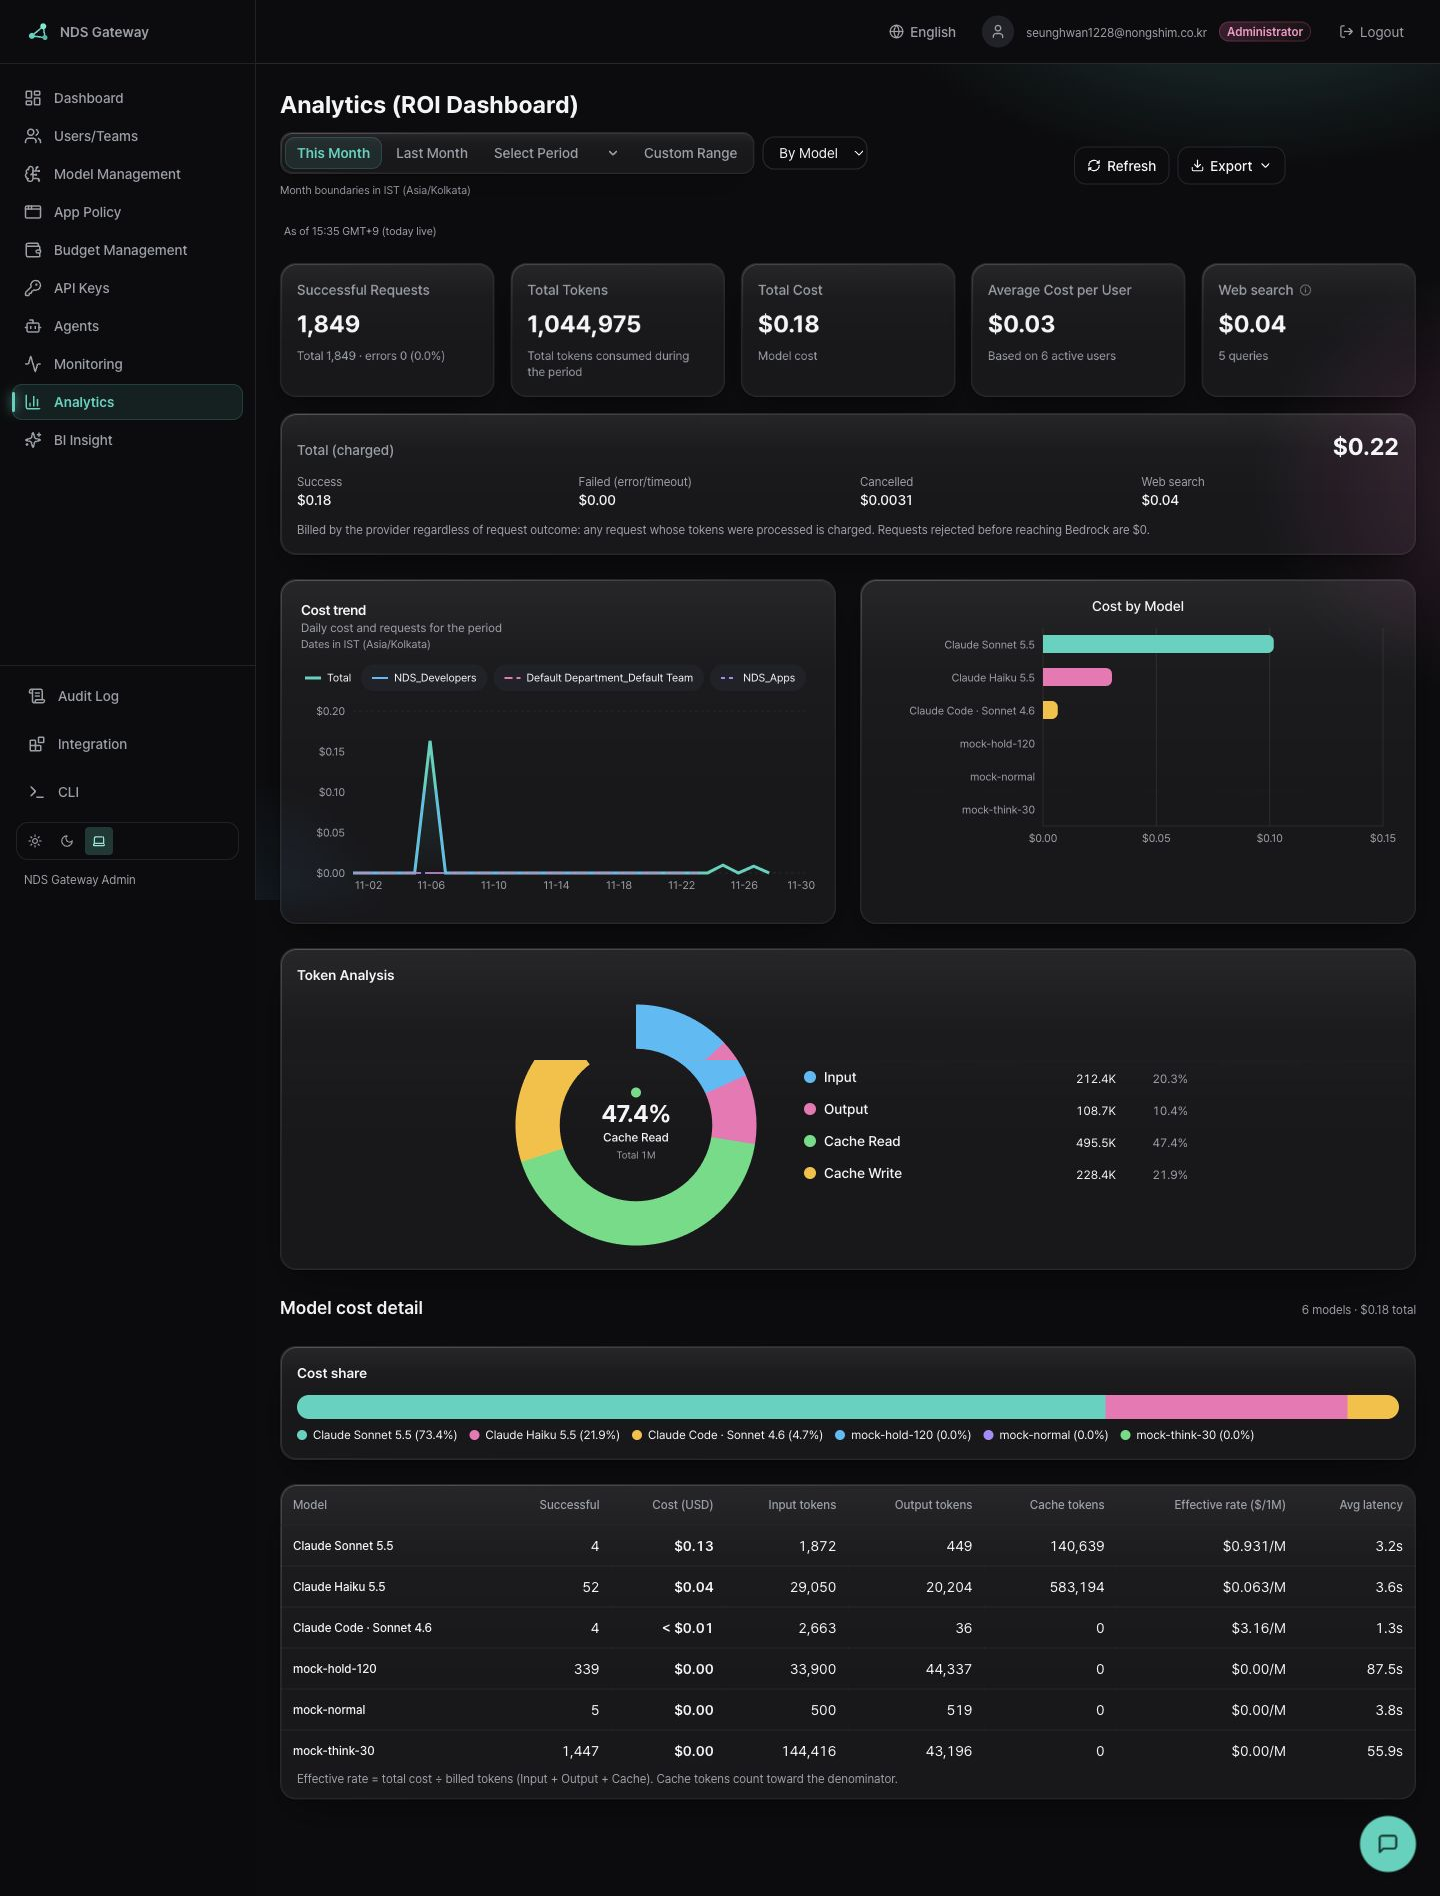 NDS Gateway
English
seunghwan1228@nongshim.co.kr
Administrator
Logout
Dashboard
Users/Teams
Model Management
App Policy
Budget Management
API Keys
Agents
Monitoring
Analytics
BI Insight
Audit Log
Integration
CLI
NDS Gateway Admin
Analytics (ROI Dashboard)
This Month
Last Month
Select Period
Custom Range
By Model
Refresh
Export
Month boundaries in IST (Asia/Kolkata)
As of 15:35 GMT+9 (today live)
Successful Requests
1,849
Total 1,849 · errors 0 (0.0%)
Total Tokens
1,044,975
Total tokens consumed during
the period
Total Cost
$0.18
Model cost
Average Cost per User
$0.03
Based on 6 active users
Web search
$0.04
5 queries
Total (charged)
$0.22
Success
$0.18
Failed (error/timeout)
$0.00
Cancelled
$0.0031
Web search
$0.04
Billed by the provider regardless of request outcome: any request whose tokens were processed is charged. Requests rejected before reaching Bedrock are $0.
Cost trend
Daily cost and requests for the period
Dates in IST (Asia/Kolkata)
Total
NDS_Developers
Default Department_Default Team
NDS_Apps
$0.20
$0.15
$0.10
$0.05
$0.00
11-02
11-06
11-10
11-14
11-18
11-22
11-26
11-30
Cost by Model
Claude Sonnet 5.5
Claude Haiku 5.5
Claude Code · Sonnet 4.6
mock-hold-120
mock-normal
mock-think-30
$0.00
$0.05
$0.10
$0.15
Token Analysis
47.4%
Cache Read
Total 1M
Input 212.4K 20.3%
Output 108.7K 10.4%
Cache Read 495.5K 47.4%
Cache Write 228.4K 21.9%
Model cost detail
6 models · $0.18 total
Cost share
Claude Sonnet 5.5 (73.4%) Claude Haiku 5.5 (21.9%) Claude Code · Sonnet 4.6 (4.7%) mock-hold-120 (0.0%) mock-normal (0.0%) mock-think-30 (0.0%)
Model Successful Cost (USD) Input tokens Output tokens Cache tokens Effective rate ($/1M) Avg latency
Claude Sonnet 5.5 4 $0.13 1,872 449 140,639 $0.931/M 3.2s
Claude Haiku 5.5 52 $0.04 29,050 20,204 583,194 $0.063/M 3.6s
Claude Code · Sonnet 4.6 4 < $0.01 2,663 36 0 $3.16/M 1.3s
mock-hold-120 339 $0.00 33,900 44,337 0 $0.00/M 87.5s
mock-normal 5 $0.00 500 519 0 $0.00/M 3.8s
mock-think-30 1,447 $0.00 144,416 43,196 0 $0.00/M 55.9s
Effective rate = total cost ÷ billed tokens (Input + Output + Cache). Cache tokens count toward the denominator.